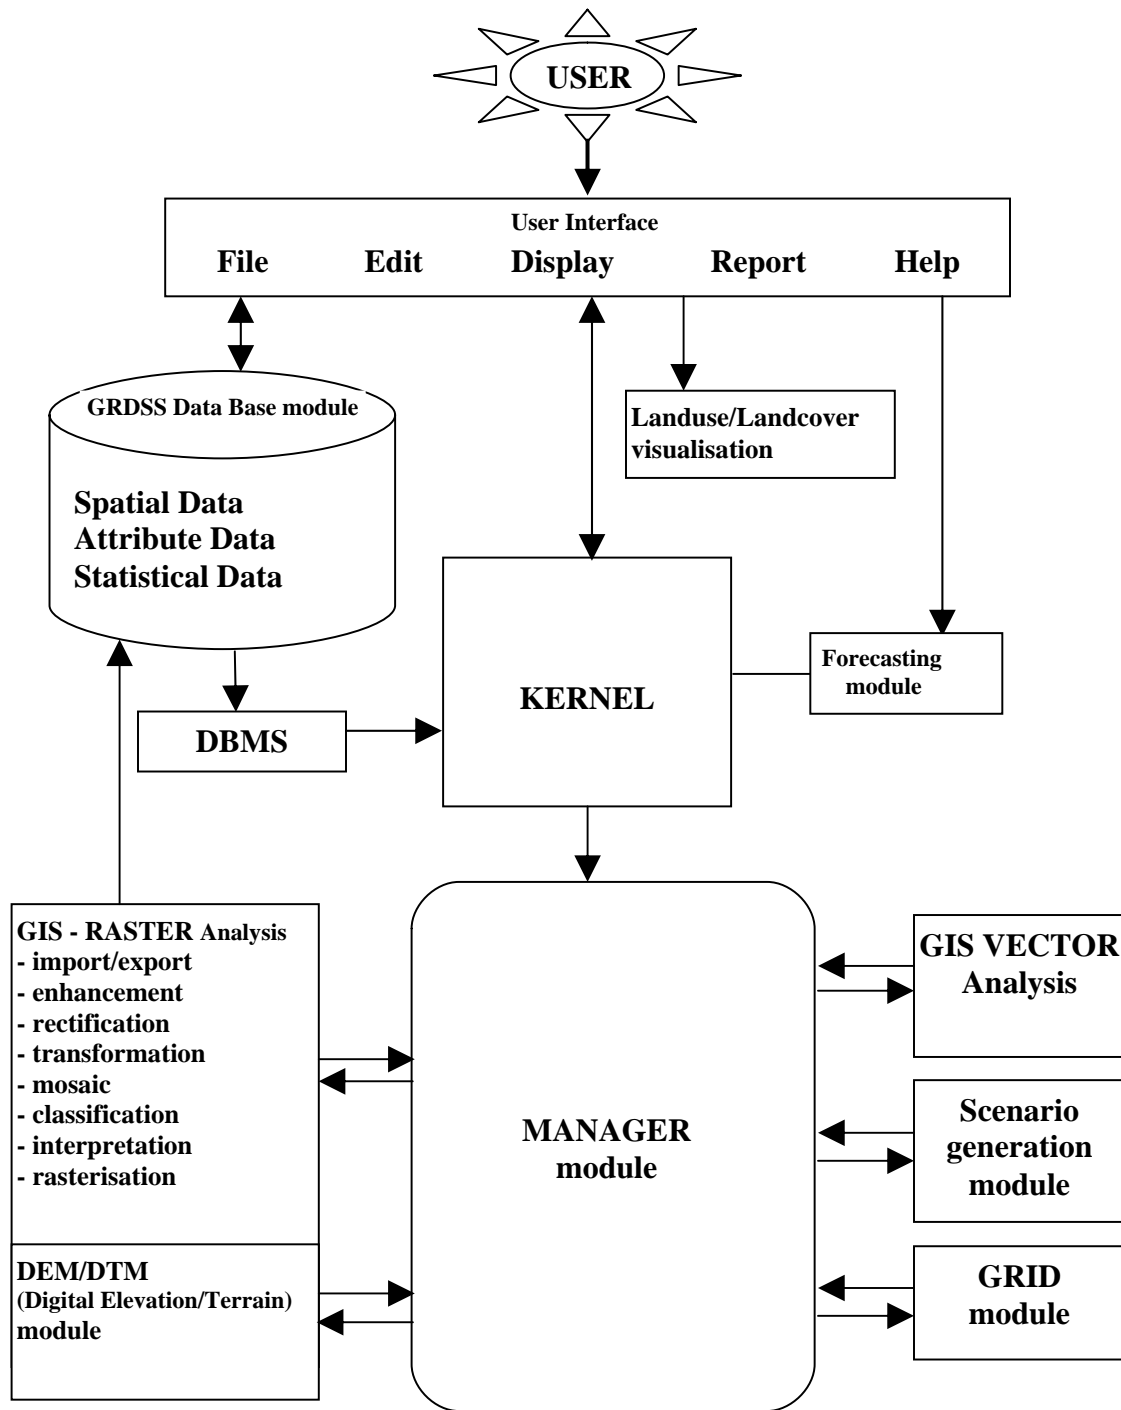 USER
User Interface
File Edit Display Report Help
GRDSS Data Base module
Spatial Data
Attribute Data
Statistical Data
Landuse/Landcover
visualisation
KERNEL
Forecasting
module
DBMS
GIS - RASTER Analysis
- import/export
- enhancement
- rectification
- transformation
- mosaic
- classification
- interpretation
- rasterisation
DEM/DTM
(Digital Elevation/Terrain)
module
MANAGER
module
GIS VECTOR
Analysis
Scenario
generation
module
GRID
module